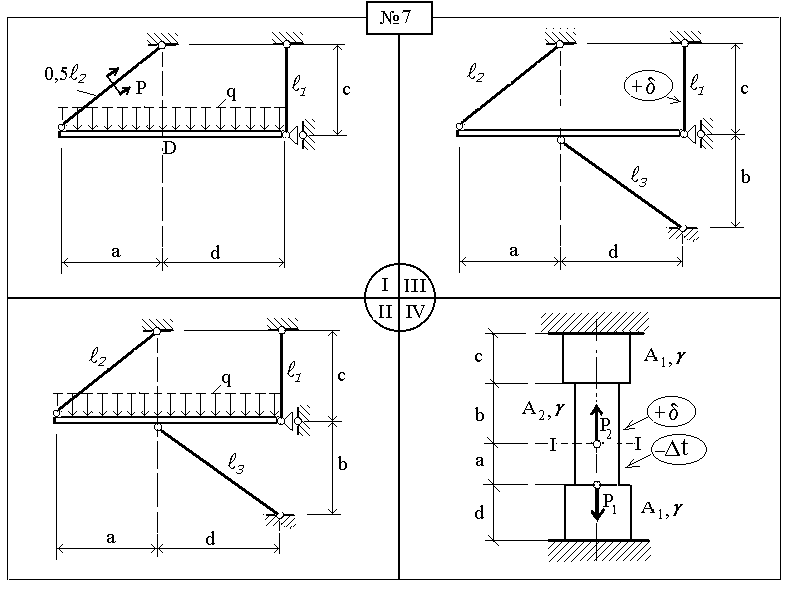 №7
0,5ℓ2
P
q
ℓ1
c
D
a
d
ℓ2
+δ
ℓ1
c
ℓ3
b
a
d
I
III
II
IV
ℓ2
q
ℓ1
c
ℓ3
b
a
d
c
A1, γ
b
A2, γ
P2
+δ
I
I
a
-Δt
d
P1
A1, γ